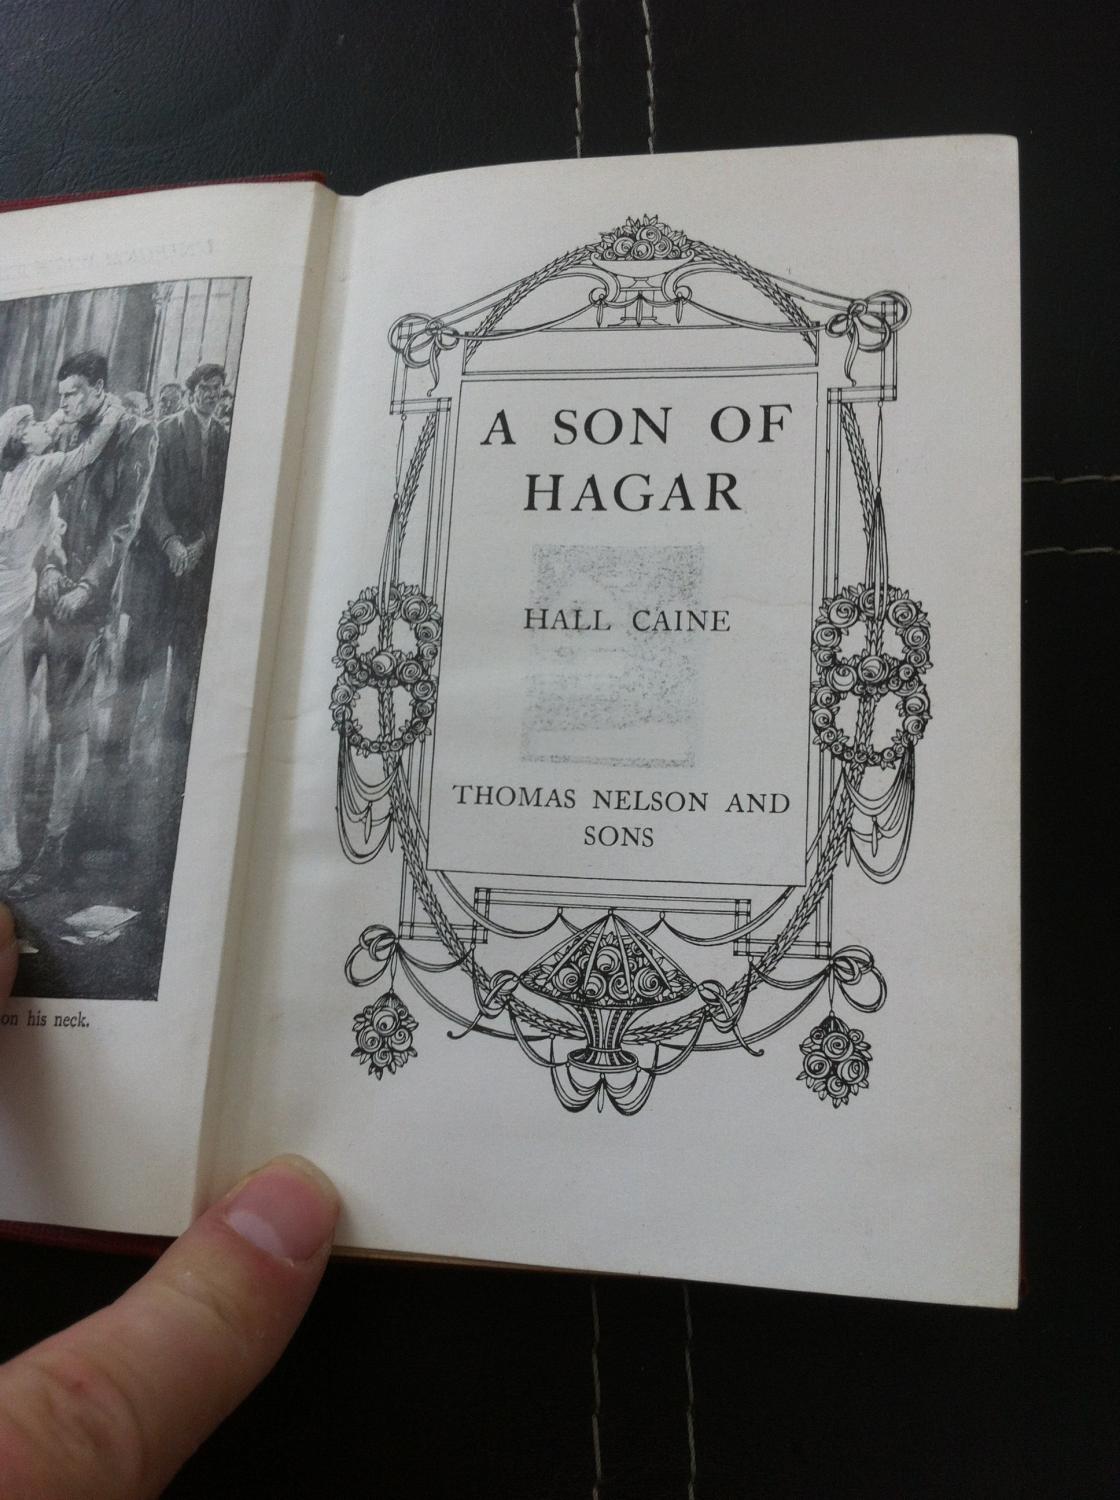 on his neck.
A SON OF
HAGAR
HALL CAINE
THOMAS NELSON AND
SONS